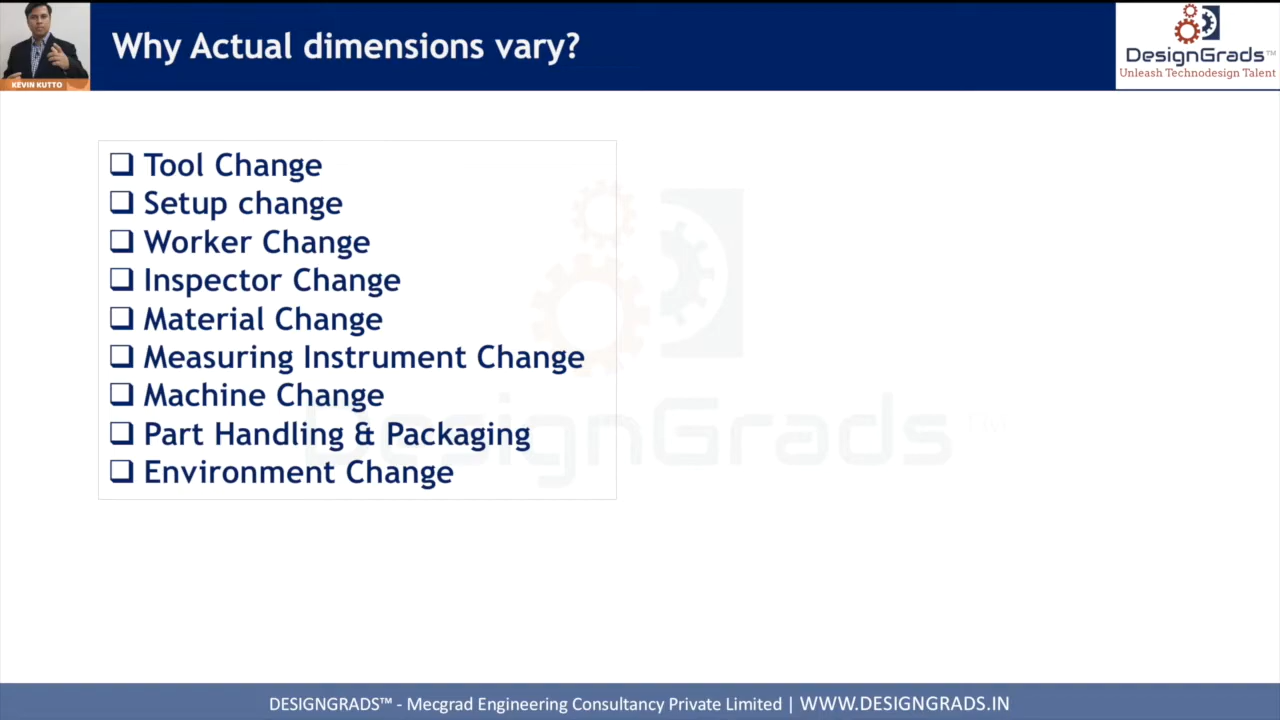 Why Actual dimensions vary?
KEVIN KUTTO
DesignGrads™
Unleash Technodesign Talent
❑ Tool Change
❑ Setup change
❑ Worker Change
❑ Inspector Change
❑ Material Change
❑ Measuring Instrument Change
❑ Machine Change
❑ Part Handling & Packaging
❑ Environment Change
DesignGrads™
DESIGNGRADS™ - Mecgrad Engineering Consultancy Private Limited | WWW.DESIGNGRADS.IN